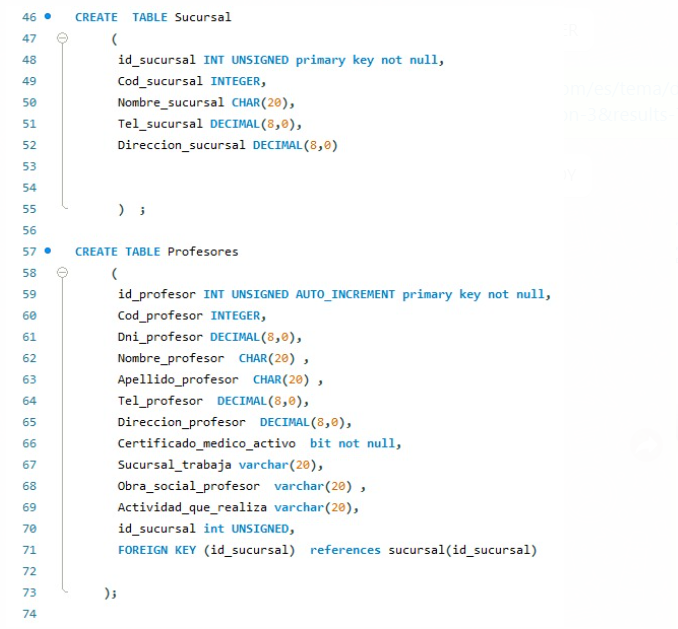 46 CREATE TABLE Sucursal
47 (
48 id_sucursal INT UNSIGNED primary key not null,
49 Cod_sucursal INTEGER,
50 Nombre_sucursal CHAR(20),
51 Tel_sucursal DECIMAL(8,0),
52 Direccion_sucursal DECIMAL(8,0)
53
54
55 ) ;
56
57 CREATE TABLE Profesores
58 (
59 id_profesor INT UNSIGNED AUTO_INCREMENT primary key not null,
60 Cod_profesor INTEGER,
61 Dni_profesor DECIMAL(8,0),
62 Nombre_profesor CHAR(20) ,
63 Apellido_profesor CHAR(20) ,
64 Tel_profesor DECIMAL(8,0),
65 Direccion_profesor DECIMAL(8,0),
66 Certificado_medico_activo bit not null,
67 Sucursal_trabaja varchar(20),
68 Obra_social_profesor varchar(20) ,
69 Actividad_que_realiza varchar(20),
70 id_sucursal int UNSIGNED,
71 FOREIGN KEY (id_sucursal) references sucursal(id_sucursal)
72
73 );
74